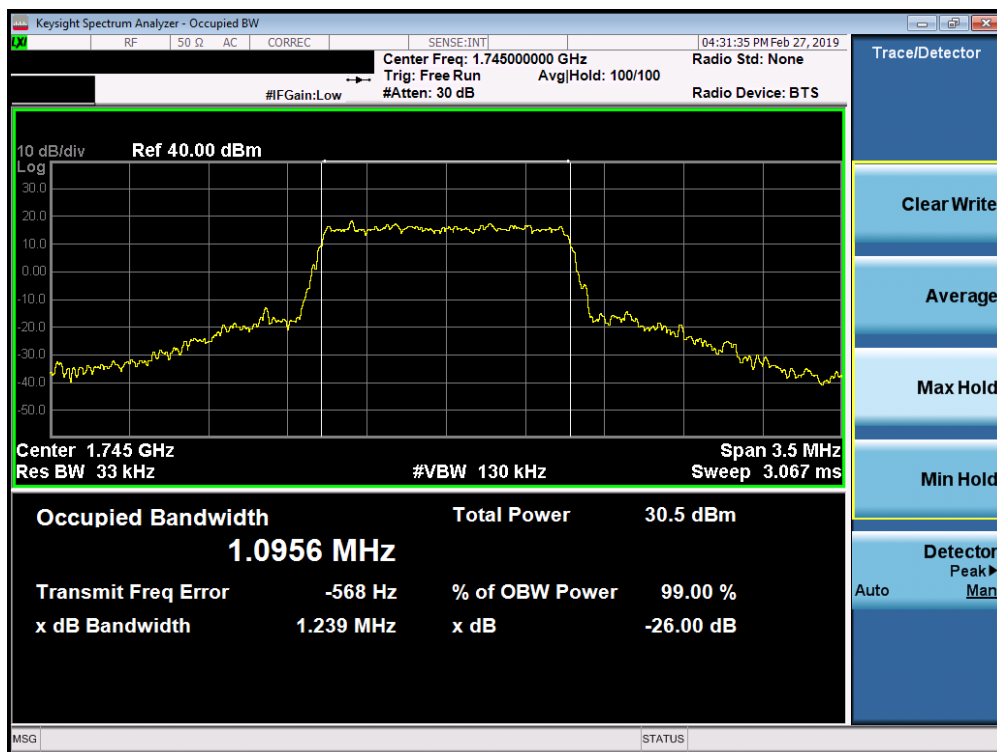 Keysight Spectrum Analyzer - Occupied BW
LXI RF 50 Ω AC CORREC SENSE:INT 04:31:35 PM Feb 27, 2019
Center Freq: 1.745000000 GHz Radio Std: None
Trig: Free Run Avg|Hold: 100/100
#IFGain:Low #Atten: 30 dB Radio Device: BTS
10 dB/div Ref 40.00 dBm
Log
30.0
20.0
10.0
0.00
-10.0
-20.0
-30.0
-40.0
-50.0
Center 1.745 GHz Span 3.5 MHz
Res BW 33 kHz #VBW 130 kHz Sweep 3.067 ms
Occupied Bandwidth Total Power 30.5 dBm
1.0956 MHz
Transmit Freq Error -568 Hz % of OBW Power 99.00 %
x dB Bandwidth 1.239 MHz x dB -26.00 dB
MSG STATUS
Trace/Detector
Clear Write
Average
Max Hold
Min Hold
Detector
Peak▶
Auto Man